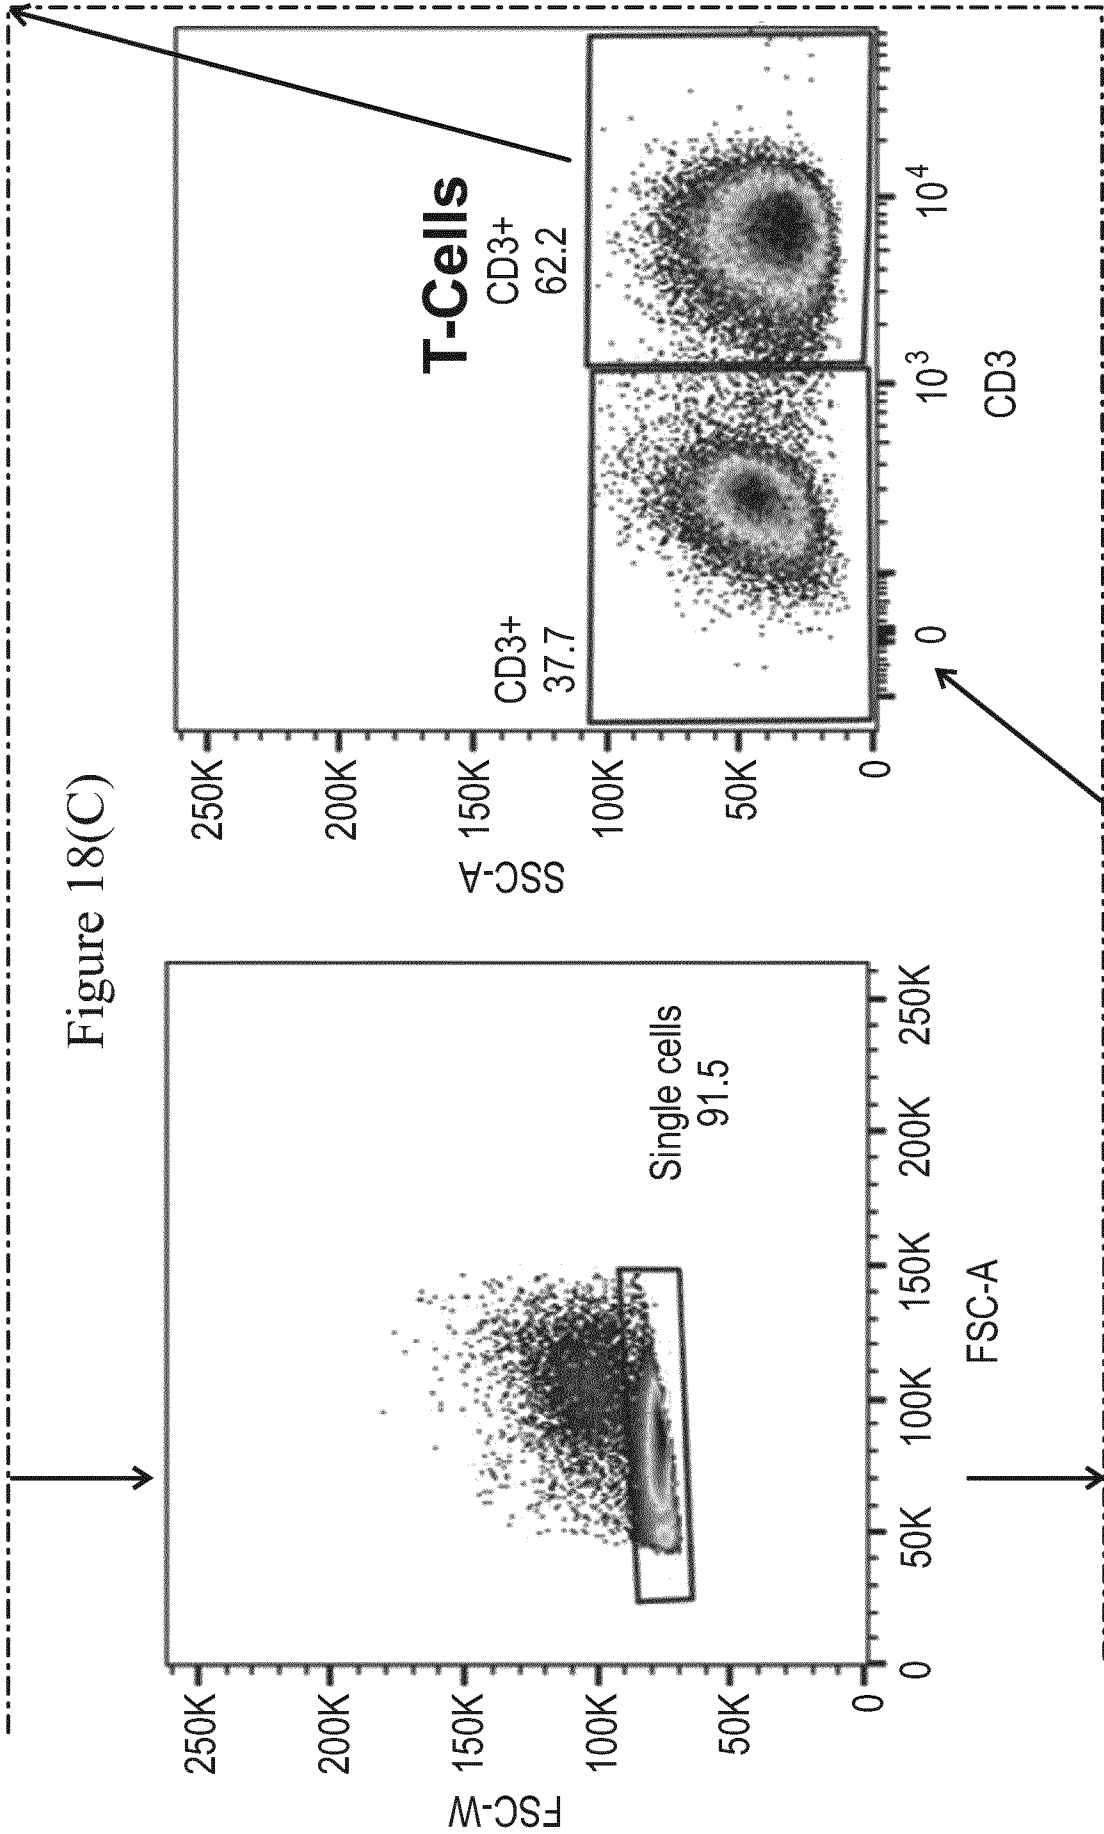 Figure 18(C)
FSC-W
250K
200K
150K
100K
50K
0
Single cells
91.5
0
50K
100K
150K
200K
250K
FSC-A
SSC-A
250K
200K
150K
100K
50K
0
CD3+
37.7
T-Cells
CD3+
62.2
0
10³
10⁴
CD3